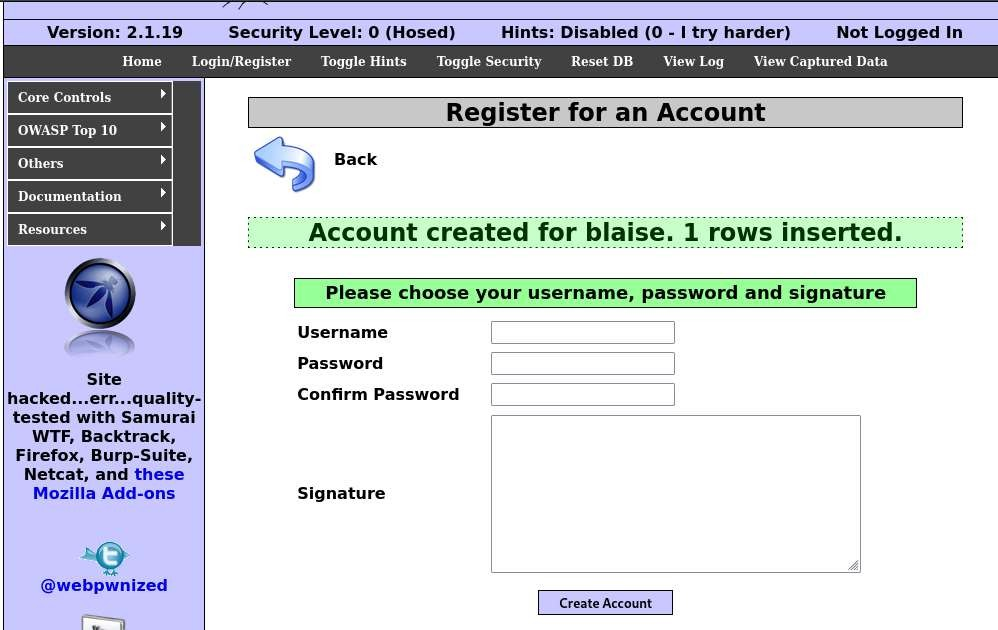 Version: 2.1.19 Security Level: 0 (Hosed) Hints: Disabled (0 - I try harder) Not Logged In
Home Login/Register Toggle Hints Toggle Security Reset DB View Log View Captured Data
Core Controls
OWASP Top 10
Others
Documentation
Resources
Site
hacked...err...quality-
tested with Samurai
WTF, Backtrack,
Firefox, Burp-Suite,
Netcat, and these
Mozilla Add-ons
@webpwnized
Register for an Account
Back
Account created for blaise. 1 rows inserted.
Please choose your username, password and signature
Username
Password
Confirm Password
Signature
Create Account